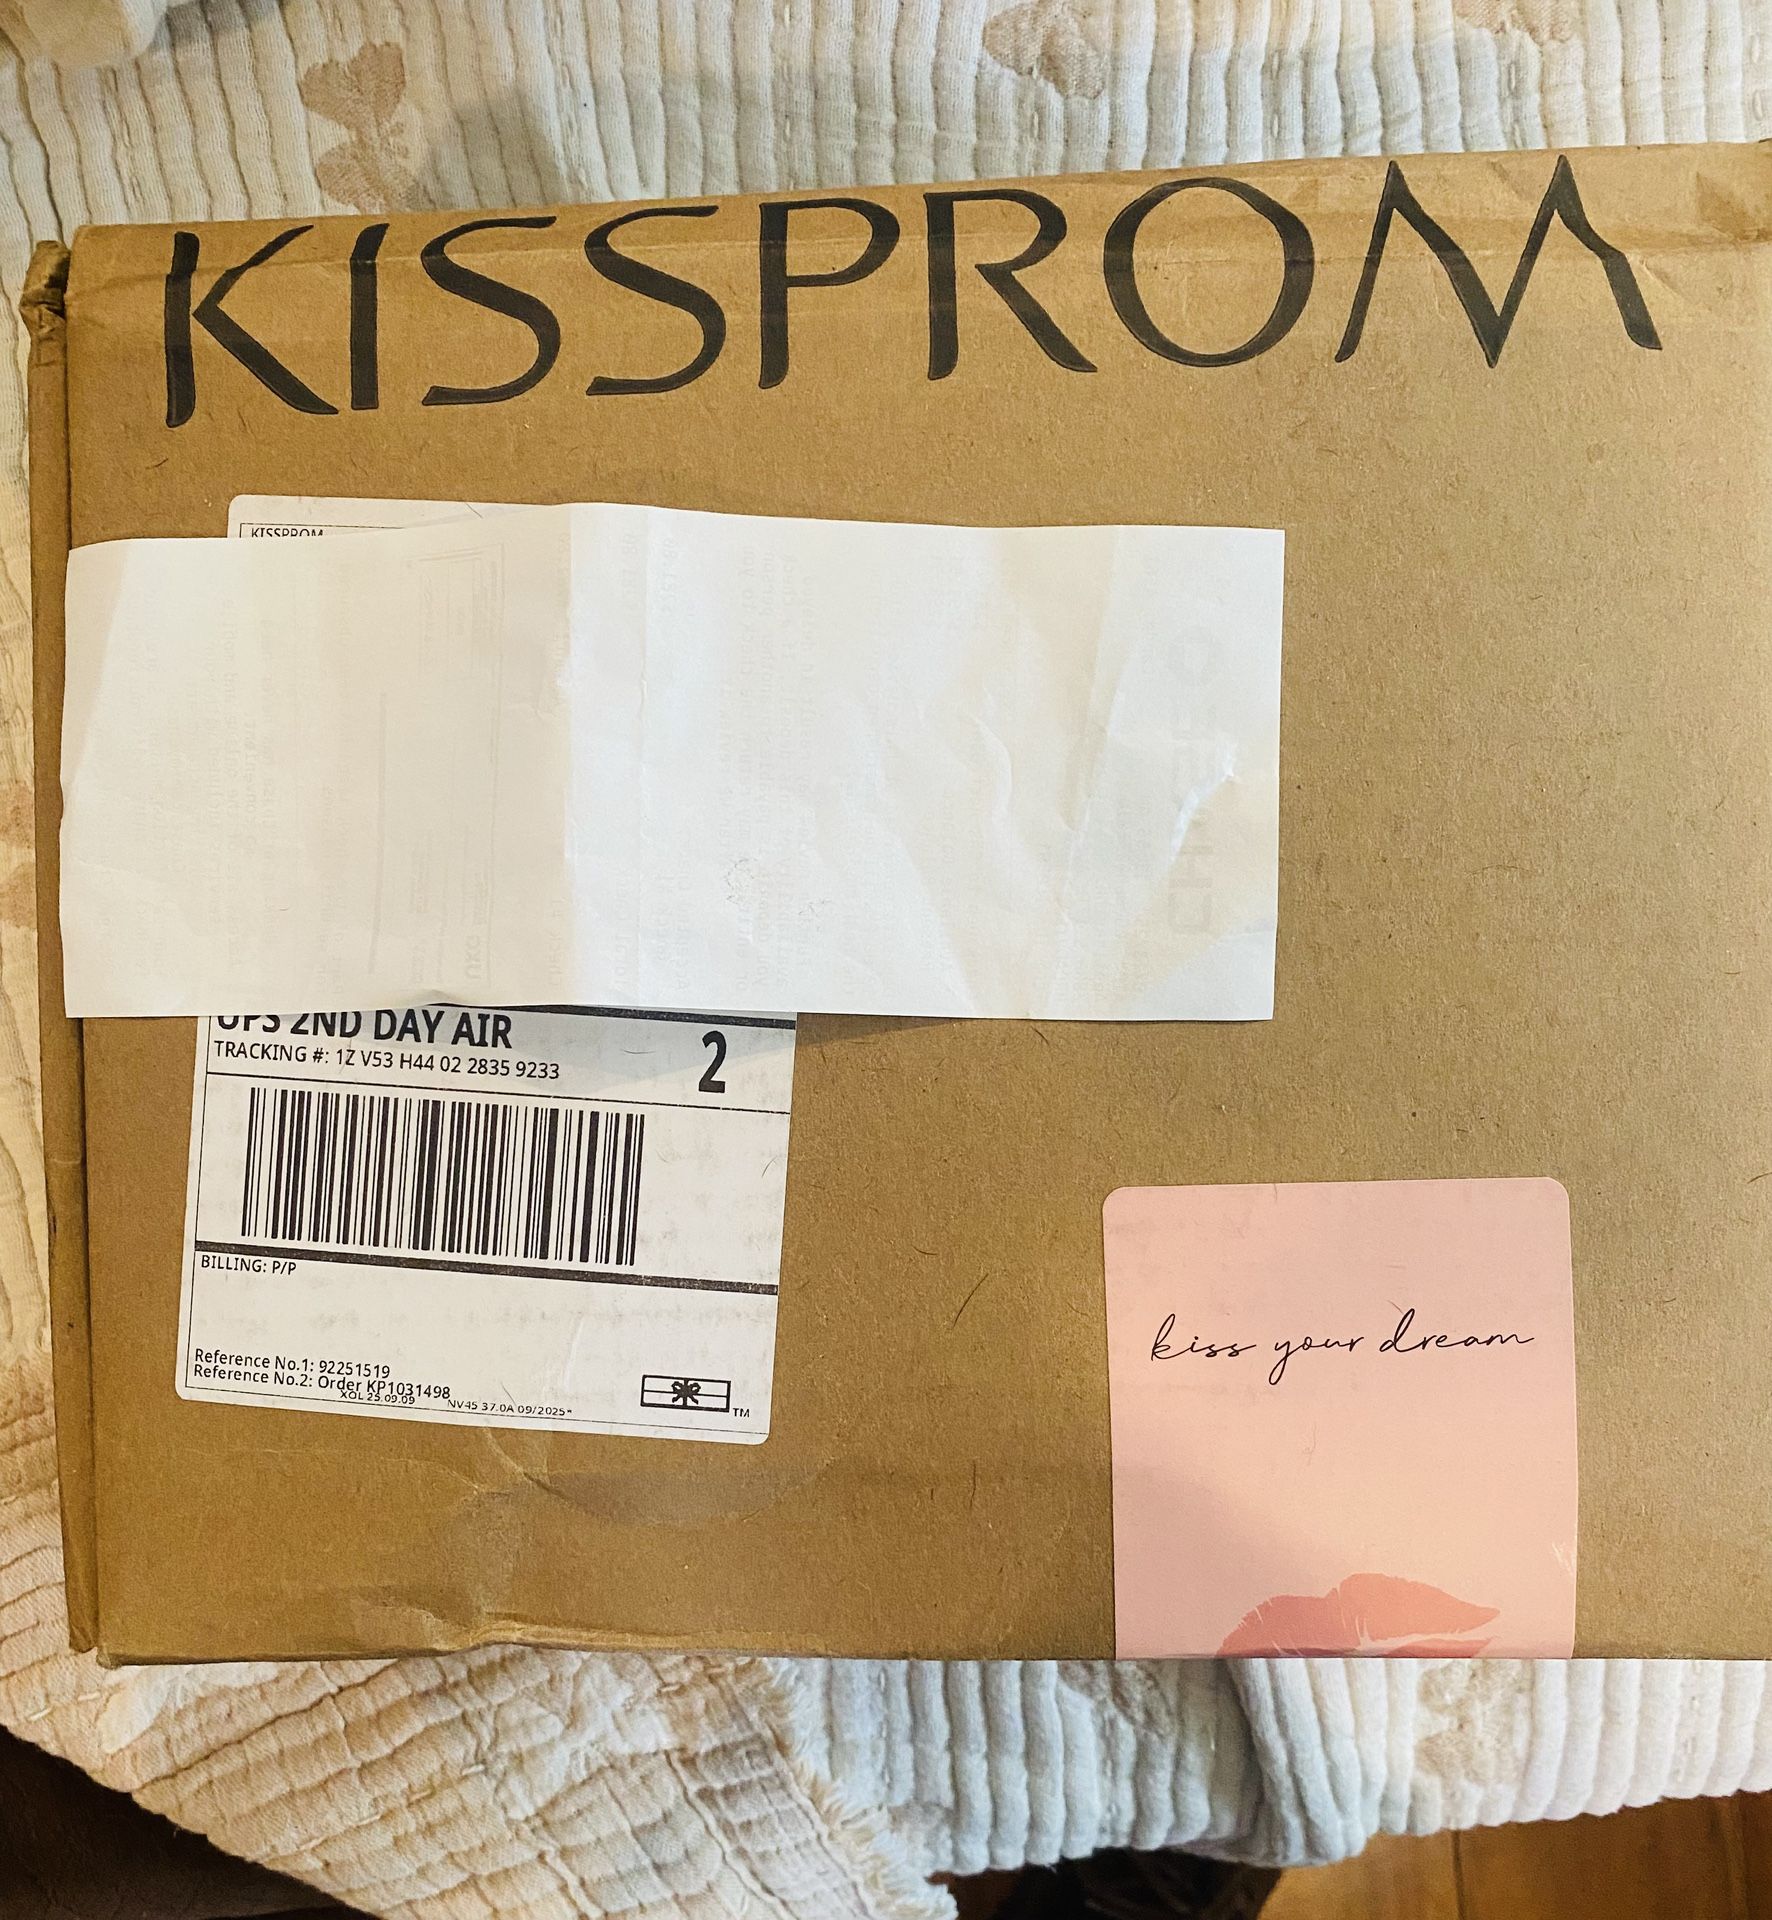 KISSPROM
KISSPROM
UPS 2ND DAY AIR
TRACKING #: 1Z V53 H44 02 2835 9233
2
BILLING: P/P
Reference No.1: 92251519
Reference No.2: Order KP1031498
XOL 25.09.09 NV45 37.0A 09/2025*
TM
kiss your dream